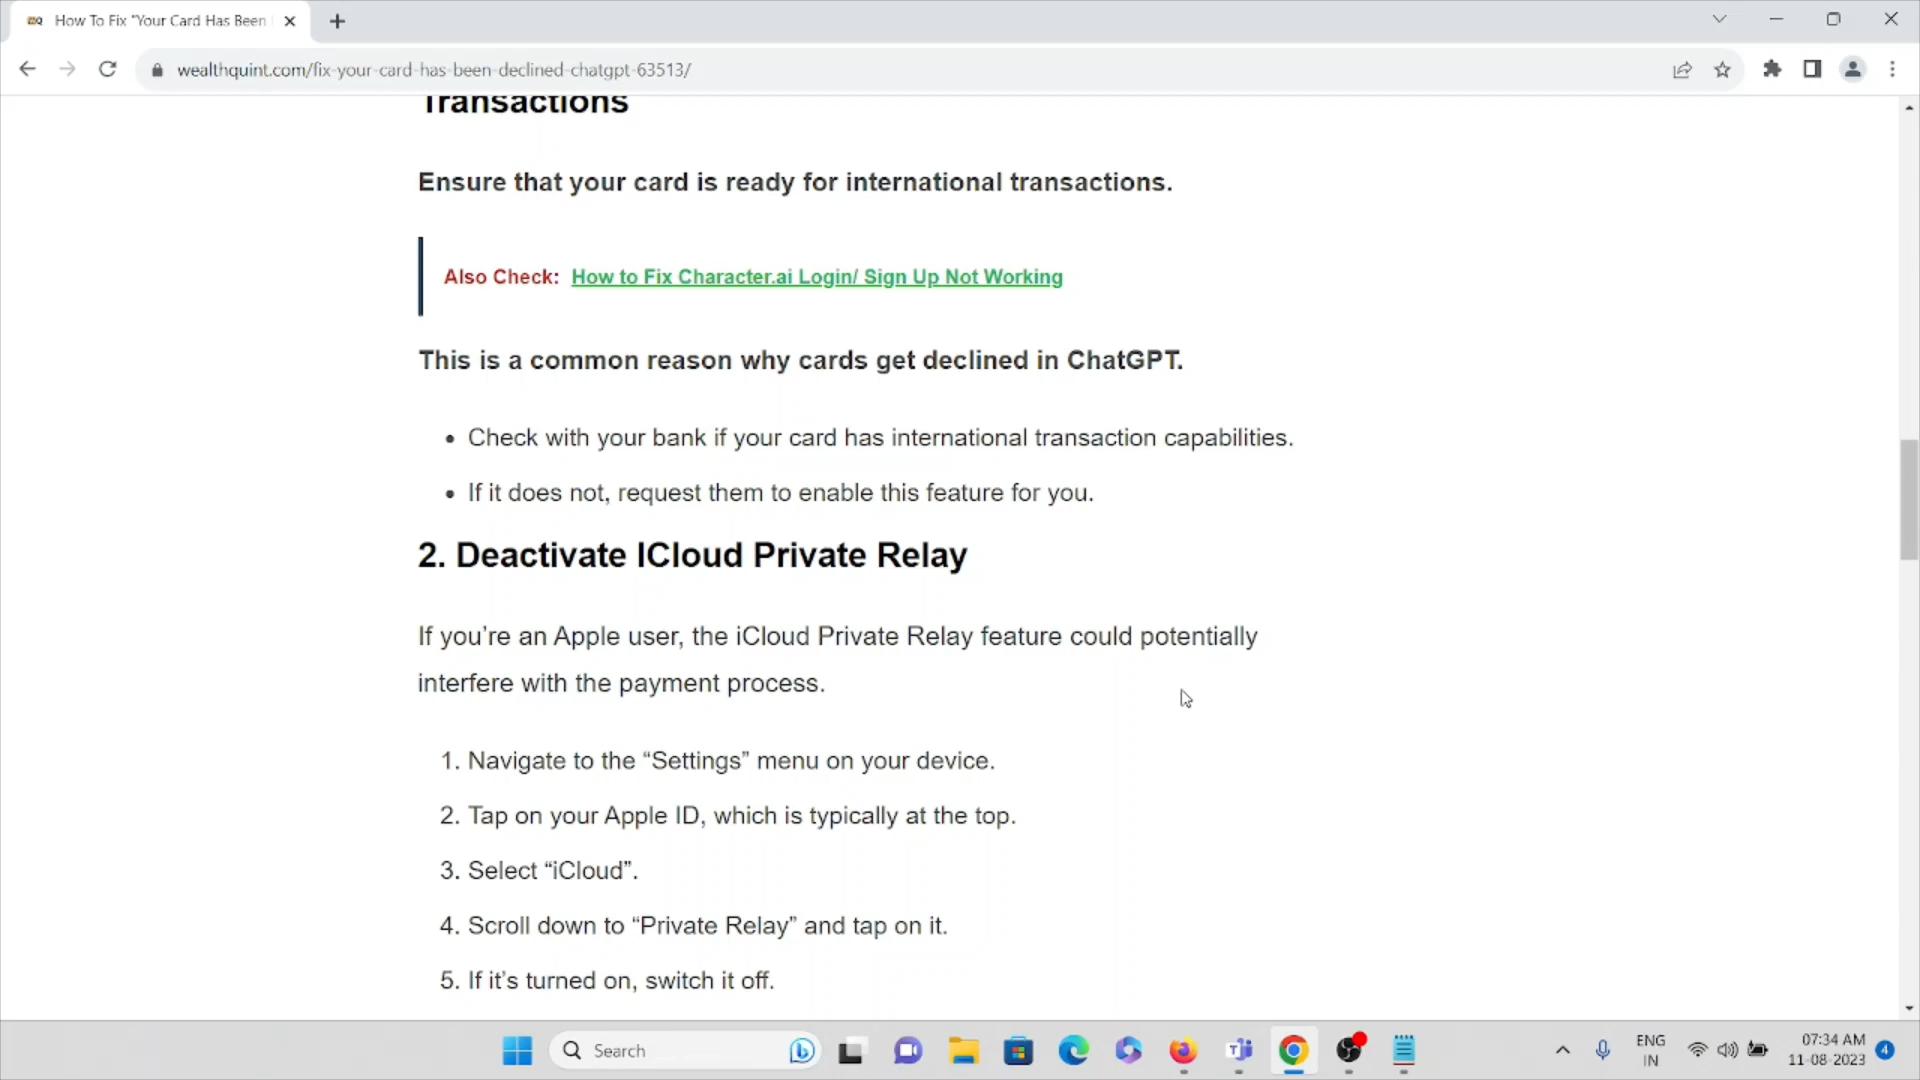 How To Fix "Your Card Has Been
wealthquint.com/fix-your-card-has-been-declined-chatgpt-63513/
Transactions
Ensure that your card is ready for international transactions.
Also Check: How to Fix Character.ai Login/ Sign Up Not Working
This is a common reason why cards get declined in ChatGPT.
• Check with your bank if your card has international transaction capabilities.
• If it does not, request them to enable this feature for you.
2. Deactivate ICloud Private Relay
If you’re an Apple user, the iCloud Private Relay feature could potentially
interfere with the payment process.
1. Navigate to the “Settings” menu on your device.
2. Tap on your Apple ID, which is typically at the top.
3. Select “iCloud”.
4. Scroll down to “Private Relay” and tap on it.
5. If it’s turned on, switch it off.
Search
ENG
IN
07:34 AM
11-08-2023
4